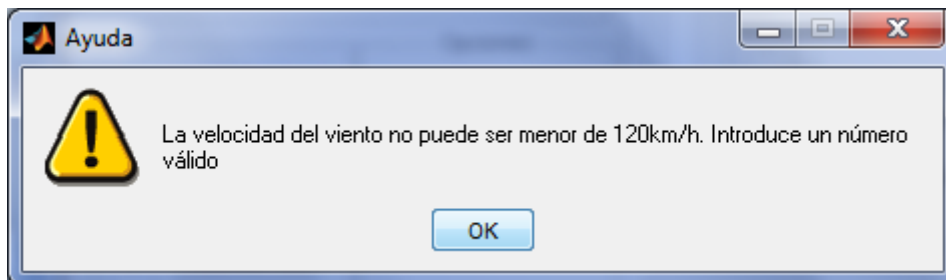 Ayuda
La velocidad del viento no puede ser menor de 120km/h. Introduce un número
válido
OK